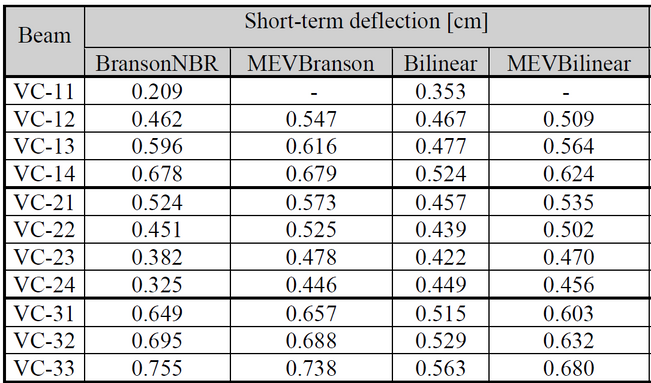 Beam Short-term deflection [cm]
BransonNBR MEVBranson Bilinear MEVBilinear
VC-11 0.209 - 0.353 -
VC-12 0.462 0.547 0.467 0.509
VC-13 0.596 0.616 0.477 0.564
VC-14 0.678 0.679 0.524 0.624
VC-21 0.524 0.573 0.457 0.535
VC-22 0.451 0.525 0.439 0.502
VC-23 0.382 0.478 0.422 0.470
VC-24 0.325 0.446 0.449 0.456
VC-31 0.649 0.657 0.515 0.603
VC-32 0.695 0.688 0.529 0.632
VC-33 0.755 0.738 0.563 0.680